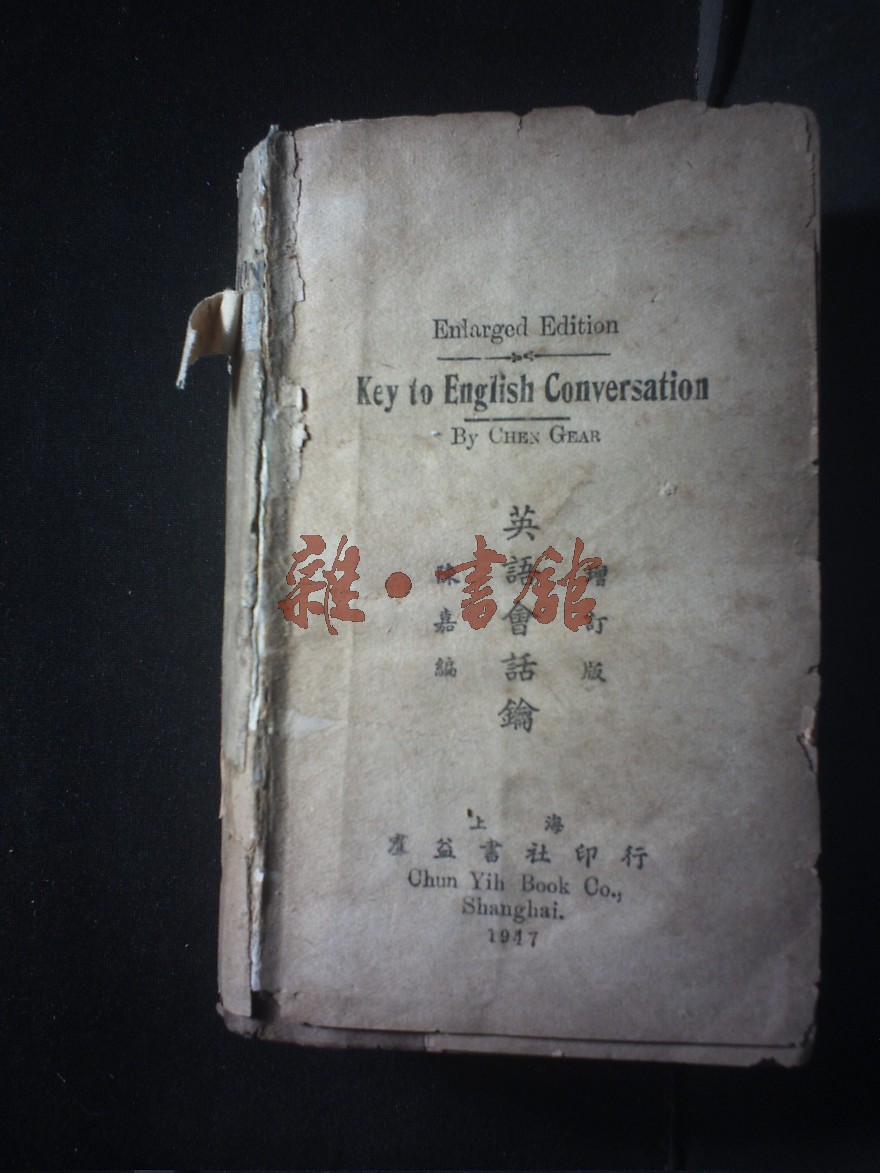 Enlarged Edition
Key to English Conversation
By CHEN GEAR
增訂版
英語會話鑰
陳嘉編
雜·書館
上海
羣益書社印行
Chun Yih Book Co.,
Shanghai.
1947